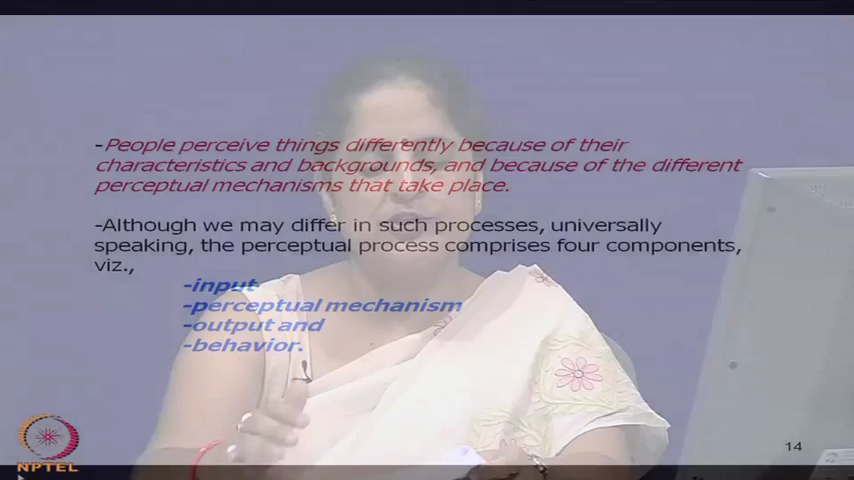 -People perceive things differently because of their
characteristics and backgrounds, and because of the different
perceptual mechanisms that take place.
-Although we may differ in such processes, universally
speaking, the perceptual process comprises four components,
viz.,
-input
-perceptual mechanism
-output and
-behavior.
14
NPTEL